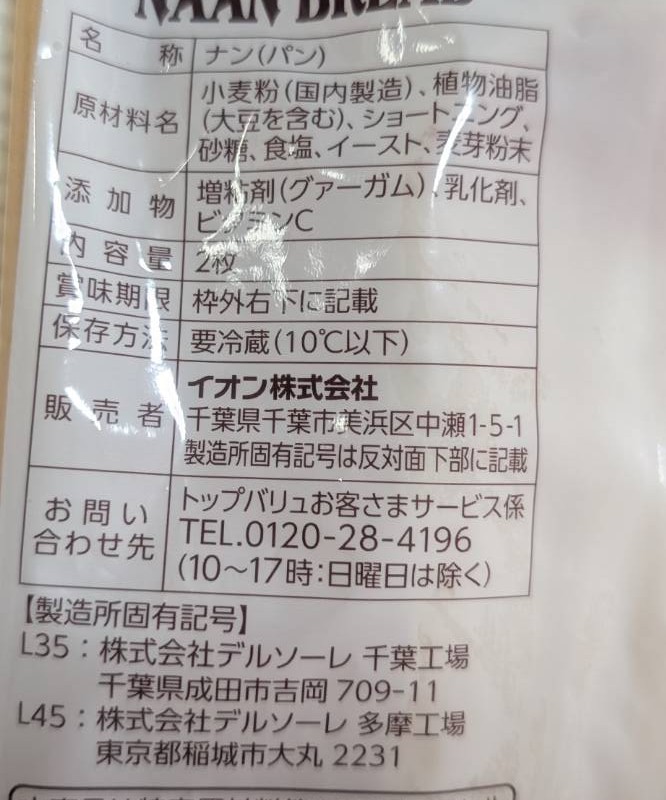 NAAN BREAD
名称 ナン(パン)
原材料名 小麦粉(国内製造)、植物油脂
(大豆を含む)、ショートニング、
砂糖、食塩、イースト、麦芽粉末
添加物 増粘剤(グァーガム)、乳化剤、
ビタミンC
内容量 2枚
賞味期限 枠外右下に記載
保存方法 要冷蔵(10℃以下)
販売者 イオン株式会社
千葉県千葉市美浜区中瀬1-5-1
製造所固有記号は反対面下部に記載
お問い合わせ先 トップバリュお客さまサービス係
TEL.0120-28-4196
(10～17時:日曜日は除く)
【製造所固有記号】
L35:株式会社デルソーレ 千葉工場
千葉県成田市吉岡 709-11
L45:株式会社デルソーレ 多摩工場
東京都稲城市大丸 2231